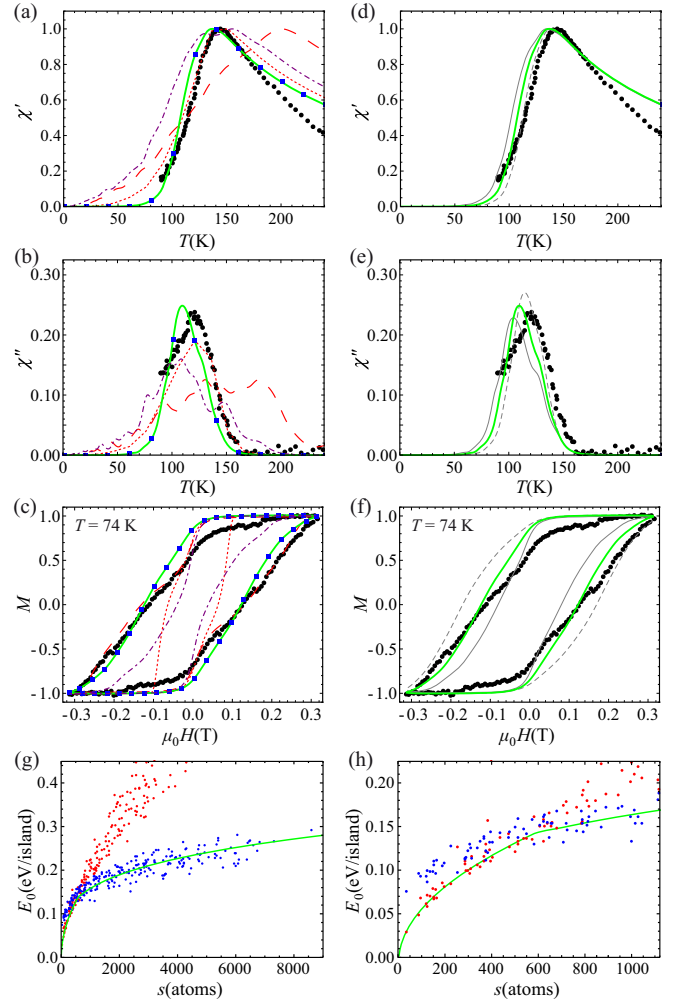 (a)
1.0
0.8
0.6
0.4
0.2
0.0
χ′
0 50 100 150 200
T(K)
(d)
1.0
0.8
0.6
0.4
0.2
0.0
χ′
0 50 100 150 200
T(K)
(b)
0.30
0.20
0.10
0.00
χ″
0 50 100 150 200
T(K)
(e)
0.30
0.20
0.10
0.00
χ″
0 50 100 150 200
T(K)
(c)
T = 74 K
1.0
0.5
0.0
-0.5
-1.0
M
-0.3 -0.2 -0.1 0.0 0.1 0.2 0.3
μ0H(T)
(f)
T = 74 K
1.0
0.5
0.0
-0.5
-1.0
M
-0.3 -0.2 -0.1 0.0 0.1 0.2 0.3
μ0H(T)
(g)
0.4
0.3
0.2
0.1
0.0
E0(eV/island)
0 2000 4000 6000 8000
s(atoms)
(h)
0.20
0.15
0.10
0.05
0.00
E0(eV/island)
0 200 400 600 800 1000
s(atoms)